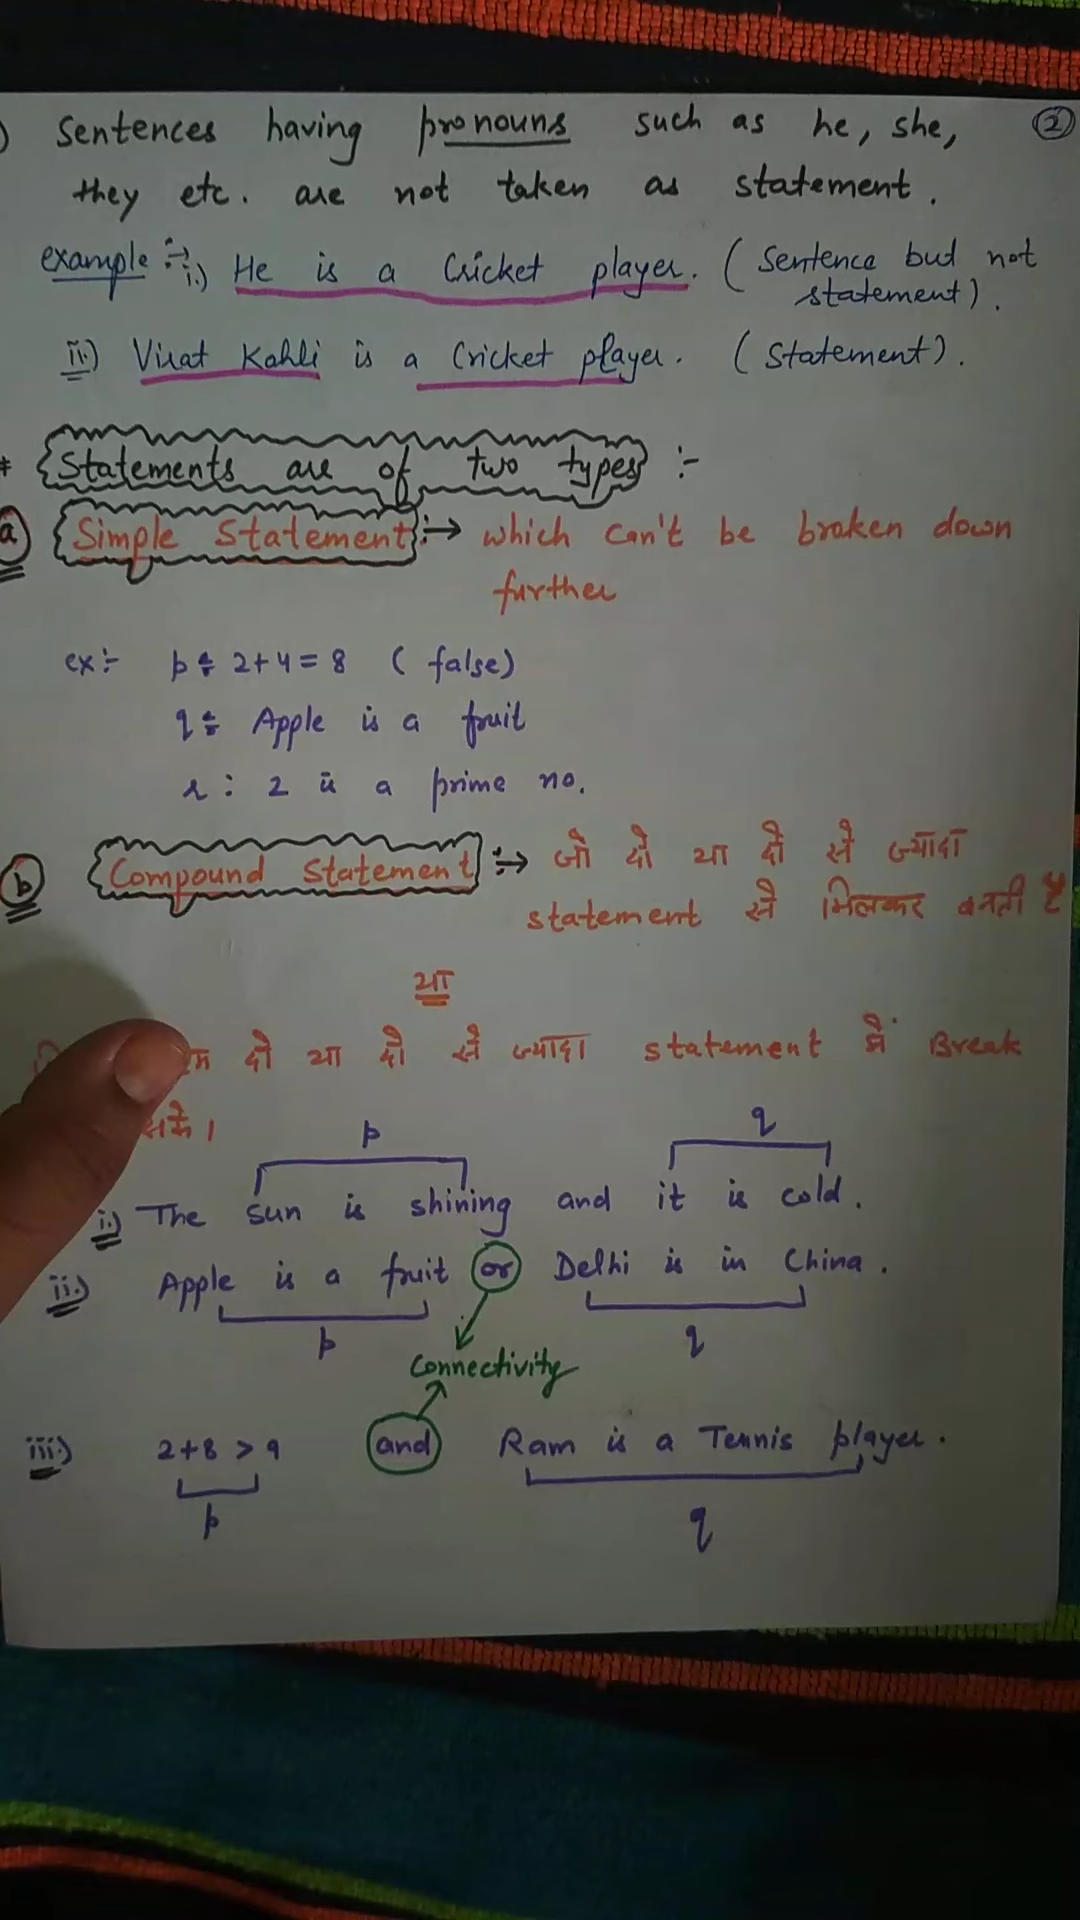 ) Sentences having pronouns such as he, she, ②
they etc. are not taken as statement.
example :→ i.) He is a Cricket player. (Sentence but not
statement).
ii.) Virat Kohli is a Cricket player. (Statement).
* Statements are of two types :-
a Simple Statement :→ which can't be broken down
further
ex:- p : 2+4=8 (false)
q : Apple is a fruit
r : 2 is a prime no.
b Compound Statement :→ जो दो या दो से ज्यादा
statement से मिलकर बनती है
या
दो या दो से ज्यादा statement में Break
सके।
p q
i.) The sun is shining and it is cold.
ii.) Apple is a fruit or Delhi is in China.
p q
Connectivity
iii.) 2+8 > 9 and Ram is a Tennis player.
p q